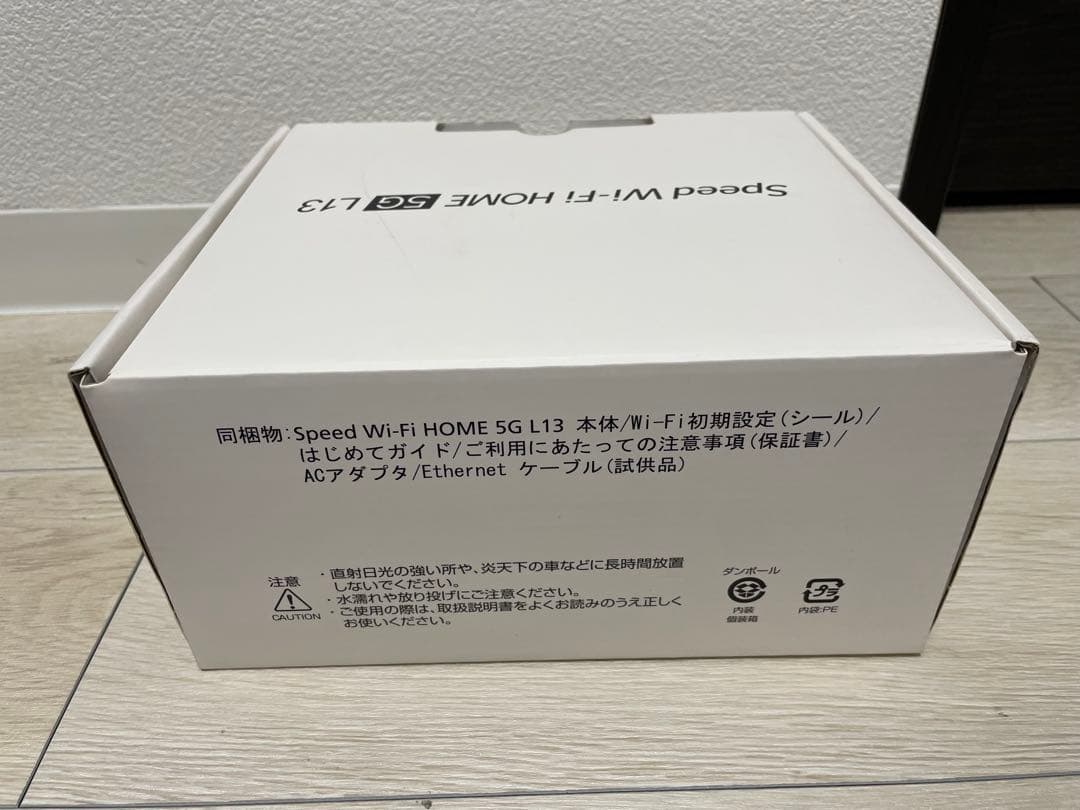 Speed Wi-Fi HOME 5G L13
同梱物:Speed Wi-Fi HOME 5G L13 本体/Wi-Fi初期設定(シール)/
はじめてガイド/ご利用にあたっての注意事項(保証書)/
ACアダプタ/Ethernet ケーブル(試供品)
注意
CAUTION
・直射日光の強い所や、炎天下の車などに長時間放置
しないでください。
・水濡れや放り投げにご注意ください。
・ご使用の際は、取扱説明書をよくお読みのうえ正しく
お使いください。
ダンボール
内装
個装箱
プラ
内袋:PE